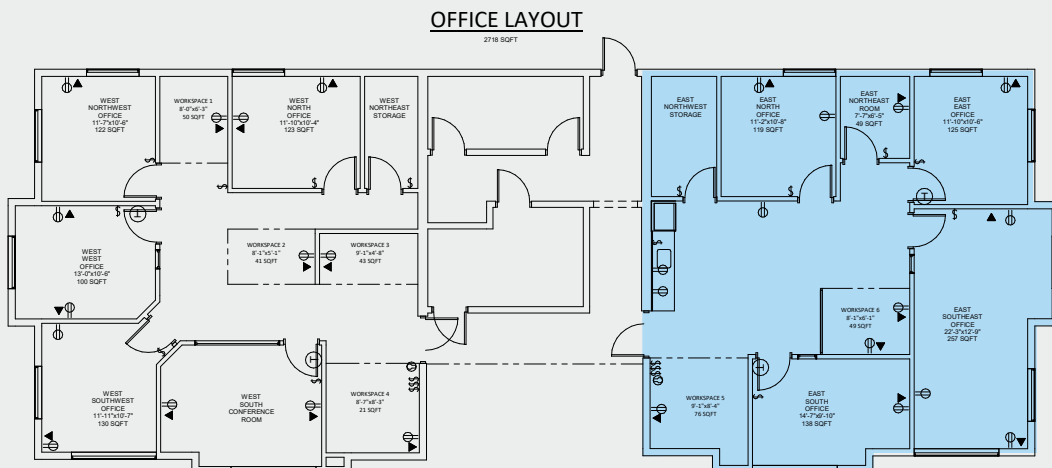 OFFICE LAYOUT
2718 SQFT
WEST
NORTHWEST
OFFICE
11'-7"x10'-6"
122 SQFT
WORKSPACE 1
8'-0"x6'-3"
50 SQFT
WEST
NORTH
OFFICE
11'-10"x10'-4"
123 SQFT
WEST
NORTHEAST
STORAGE
EAST
NORTHWEST
STORAGE
EAST
NORTH
OFFICE
11'-2"x10'-8"
119 SQFT
EAST
NORTHEAST
ROOM
7'-7"x6'-5"
49 SQFT
EAST
EAST
OFFICE
11'-10"x10'-6"
125 SQFT
WEST
WEST
OFFICE
13'-0"x10'-6"
100 SQFT
WORKSPACE 2
8'-1"x5'-1"
41 SQFT
WORKSPACE 3
9'-1"x4'-8"
43 SQFT
WORKSPACE 6
8'-1"x6'-1"
49 SQFT
EAST
SOUTHEAST
OFFICE
22'-3"x12'-9"
257 SQFT
WEST
SOUTHWEST
OFFICE
11'-11"x10'-7"
130 SQFT
WEST
SOUTH
CONFERENCE
ROOM
WORKSPACE 4
8'-7"x8'-3"
21 SQFT
WORKSPACE 5
9'-1"x8'-4"
76 SQFT
EAST
SOUTH
OFFICE
14'-7"x9'-10"
138 SQFT